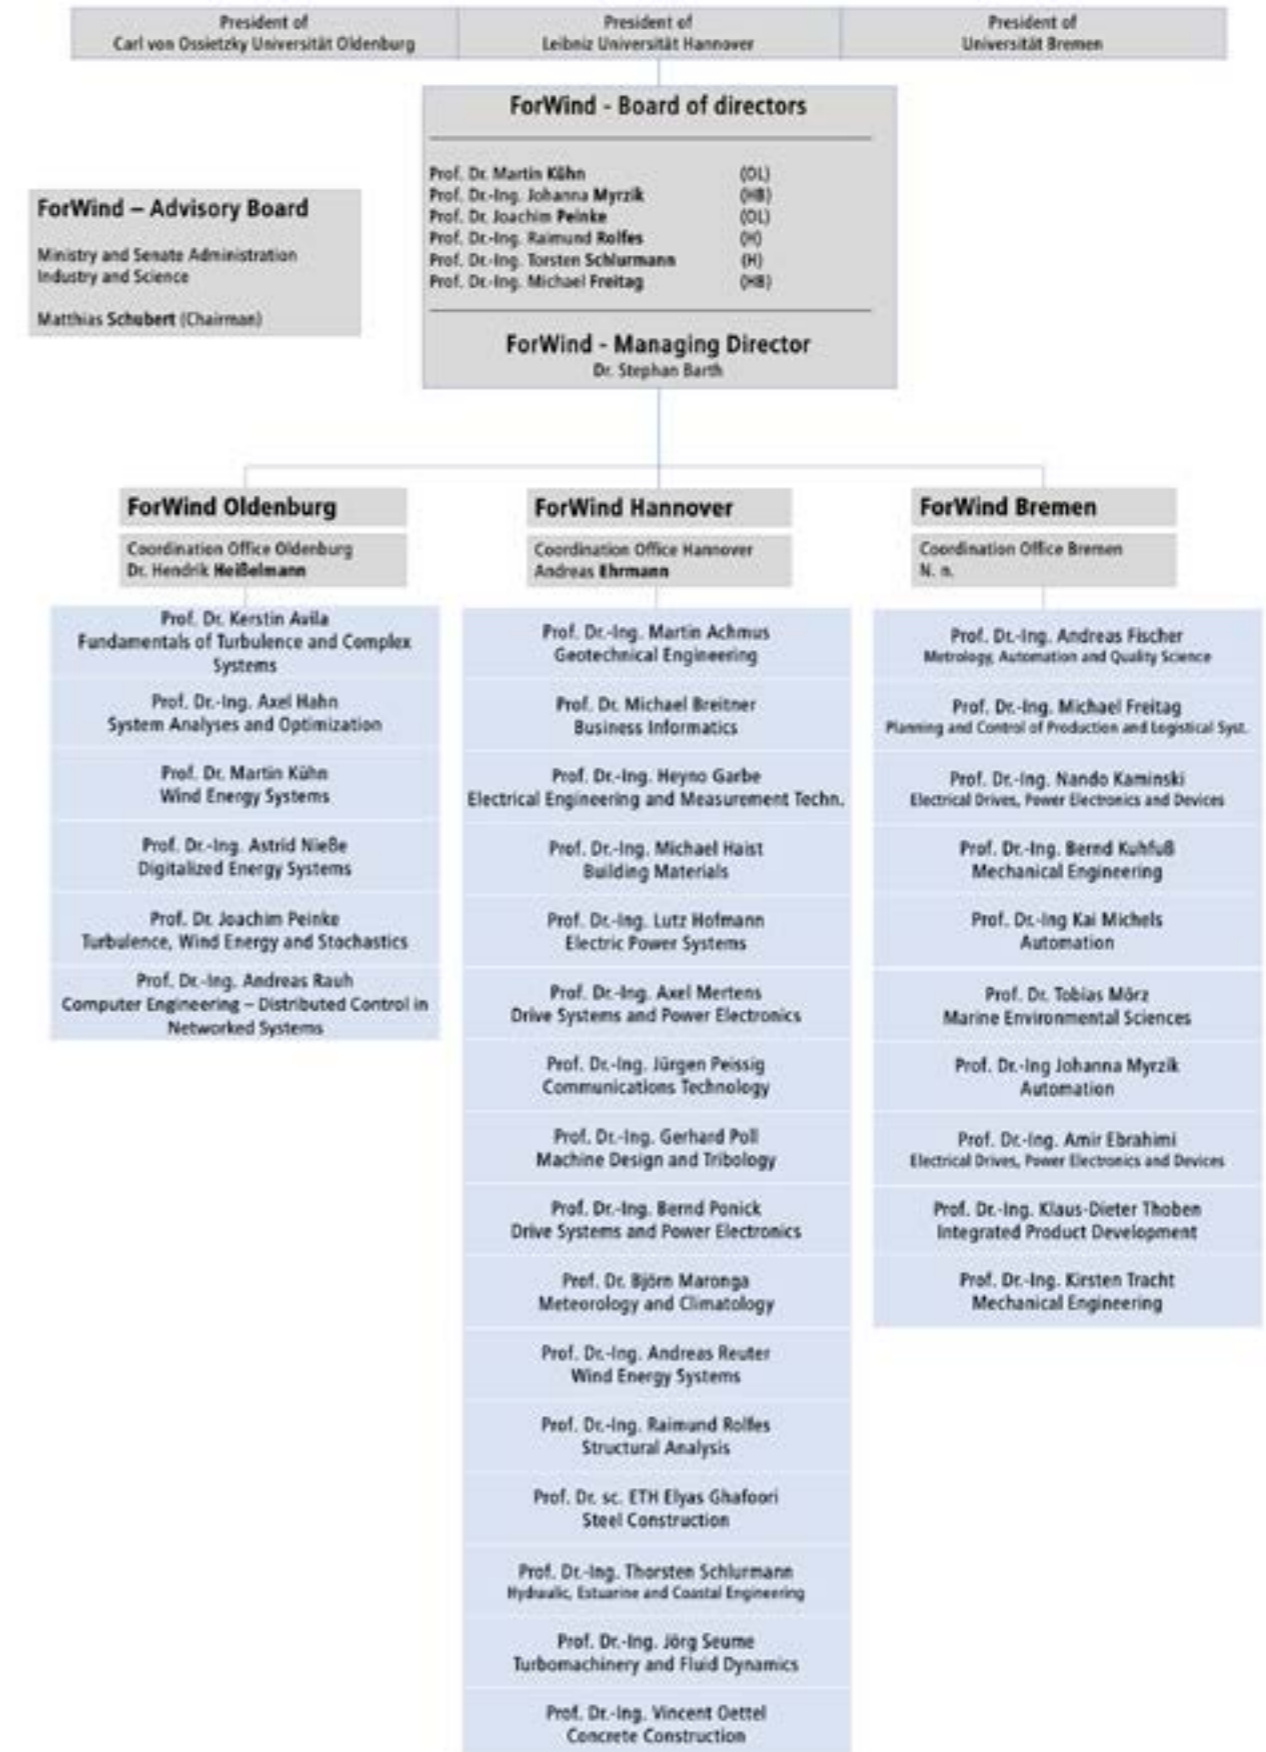 President of
Carl von Ossietzky Universität Oldenburg
President of
Leibniz Universität Hannover
President of
Universität Bremen
ForWind - Board of directors
Prof. Dr. Martin Kühn (OL)
Prof. Dr.-Ing. Johanna Myrzik (HB)
Prof. Dr. Joachim Peinke (OL)
Prof. Dr.-Ing. Raimund Rolfes (H)
Prof. Dr.-Ing. Torsten Schlurmann (H)
Prof. Dr.-Ing. Michael Freitag (HB)
ForWind - Managing Director
Dr. Stephan Barth
ForWind – Advisory Board
Ministry and Senate Administration
Industry and Science
Matthias Schubert (Chairman)
ForWind Oldenburg
Coordination Office Oldenburg
Dr. Hendrik Heißelmann
Prof. Dr. Kerstin Avila
Fundamentals of Turbulence and Complex
Systems
Prof. Dr.-Ing. Axel Hahn
System Analyses and Optimization
Prof. Dr. Martin Kühn
Wind Energy Systems
Prof. Dr.-Ing. Astrid Nieße
Digitalized Energy Systems
Prof. Dr. Joachim Peinke
Turbulence, Wind Energy and Stochastics
Prof. Dr.-Ing. Andreas Rauh
Computer Engineering – Distributed Control in
Networked Systems
ForWind Hannover
Coordination Office Hannover
Andreas Ehrmann
Prof. Dr.-Ing. Martin Achmus
Geotechnical Engineering
Prof. Dr. Michael Breitner
Business Informatics
Prof. Dr.-Ing. Heyno Garbe
Electrical Engineering and Measurement Techn.
Prof. Dr.-Ing. Michael Haist
Building Materials
Prof. Dr.-Ing. Lutz Hofmann
Electric Power Systems
Prof. Dr.-Ing. Axel Mertens
Drive Systems and Power Electronics
Prof. Dr.-Ing. Jürgen Peissig
Communications Technology
Prof. Dr.-Ing. Gerhard Poll
Machine Design and Tribology
Prof. Dr.-Ing. Bernd Ponick
Drive Systems and Power Electronics
Prof. Dr. Björn Maronga
Meteorology and Climatology
Prof. Dr.-Ing. Andreas Reuter
Wind Energy Systems
Prof. Dr.-Ing. Raimund Rolfes
Structural Analysis
Prof. Dr. sc. ETH Elyas Ghafoori
Steel Construction
Prof. Dr.-Ing. Thorsten Schlurmann
Hydraulic, Estuarine and Coastal Engineering
Prof. Dr.-Ing. Jörg Seume
Turbomachinery and Fluid Dynamics
Prof. Dr.-Ing. Vincent Oettel
Concrete Construction
ForWind Bremen
Coordination Office Bremen
N. n.
Prof. Dr.-Ing. Andreas Fischer
Metrology, Automation and Quality Science
Prof. Dr.-Ing. Michael Freitag
Planning and Control of Production and Logistical Syst.
Prof. Dr.-Ing. Nando Kaminski
Electrical Drives, Power Electronics and Devices
Prof. Dr.-Ing. Bernd Kuhfuß
Mechanical Engineering
Prof. Dr.-Ing Kai Michels
Automation
Prof. Dr. Tobias Mörz
Marine Environmental Sciences
Prof. Dr.-Ing Johanna Myrzik
Automation
Prof. Dr.-Ing. Amir Ebrahimi
Electrical Drives, Power Electronics and Devices
Prof. Dr.-Ing. Klaus-Dieter Thoben
Integrated Product Development
Prof. Dr.-Ing. Kirsten Tracht
Mechanical Engineering